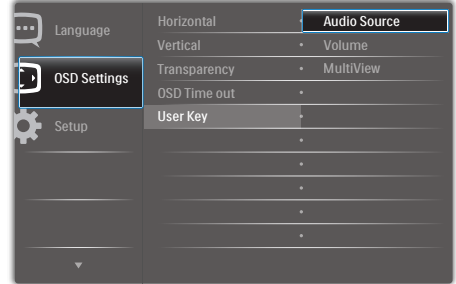 Language
OSD Settings
Setup
Horizontal
Vertical
Transparency
OSD Time out
User Key
Audio Source
Volume
MultiView